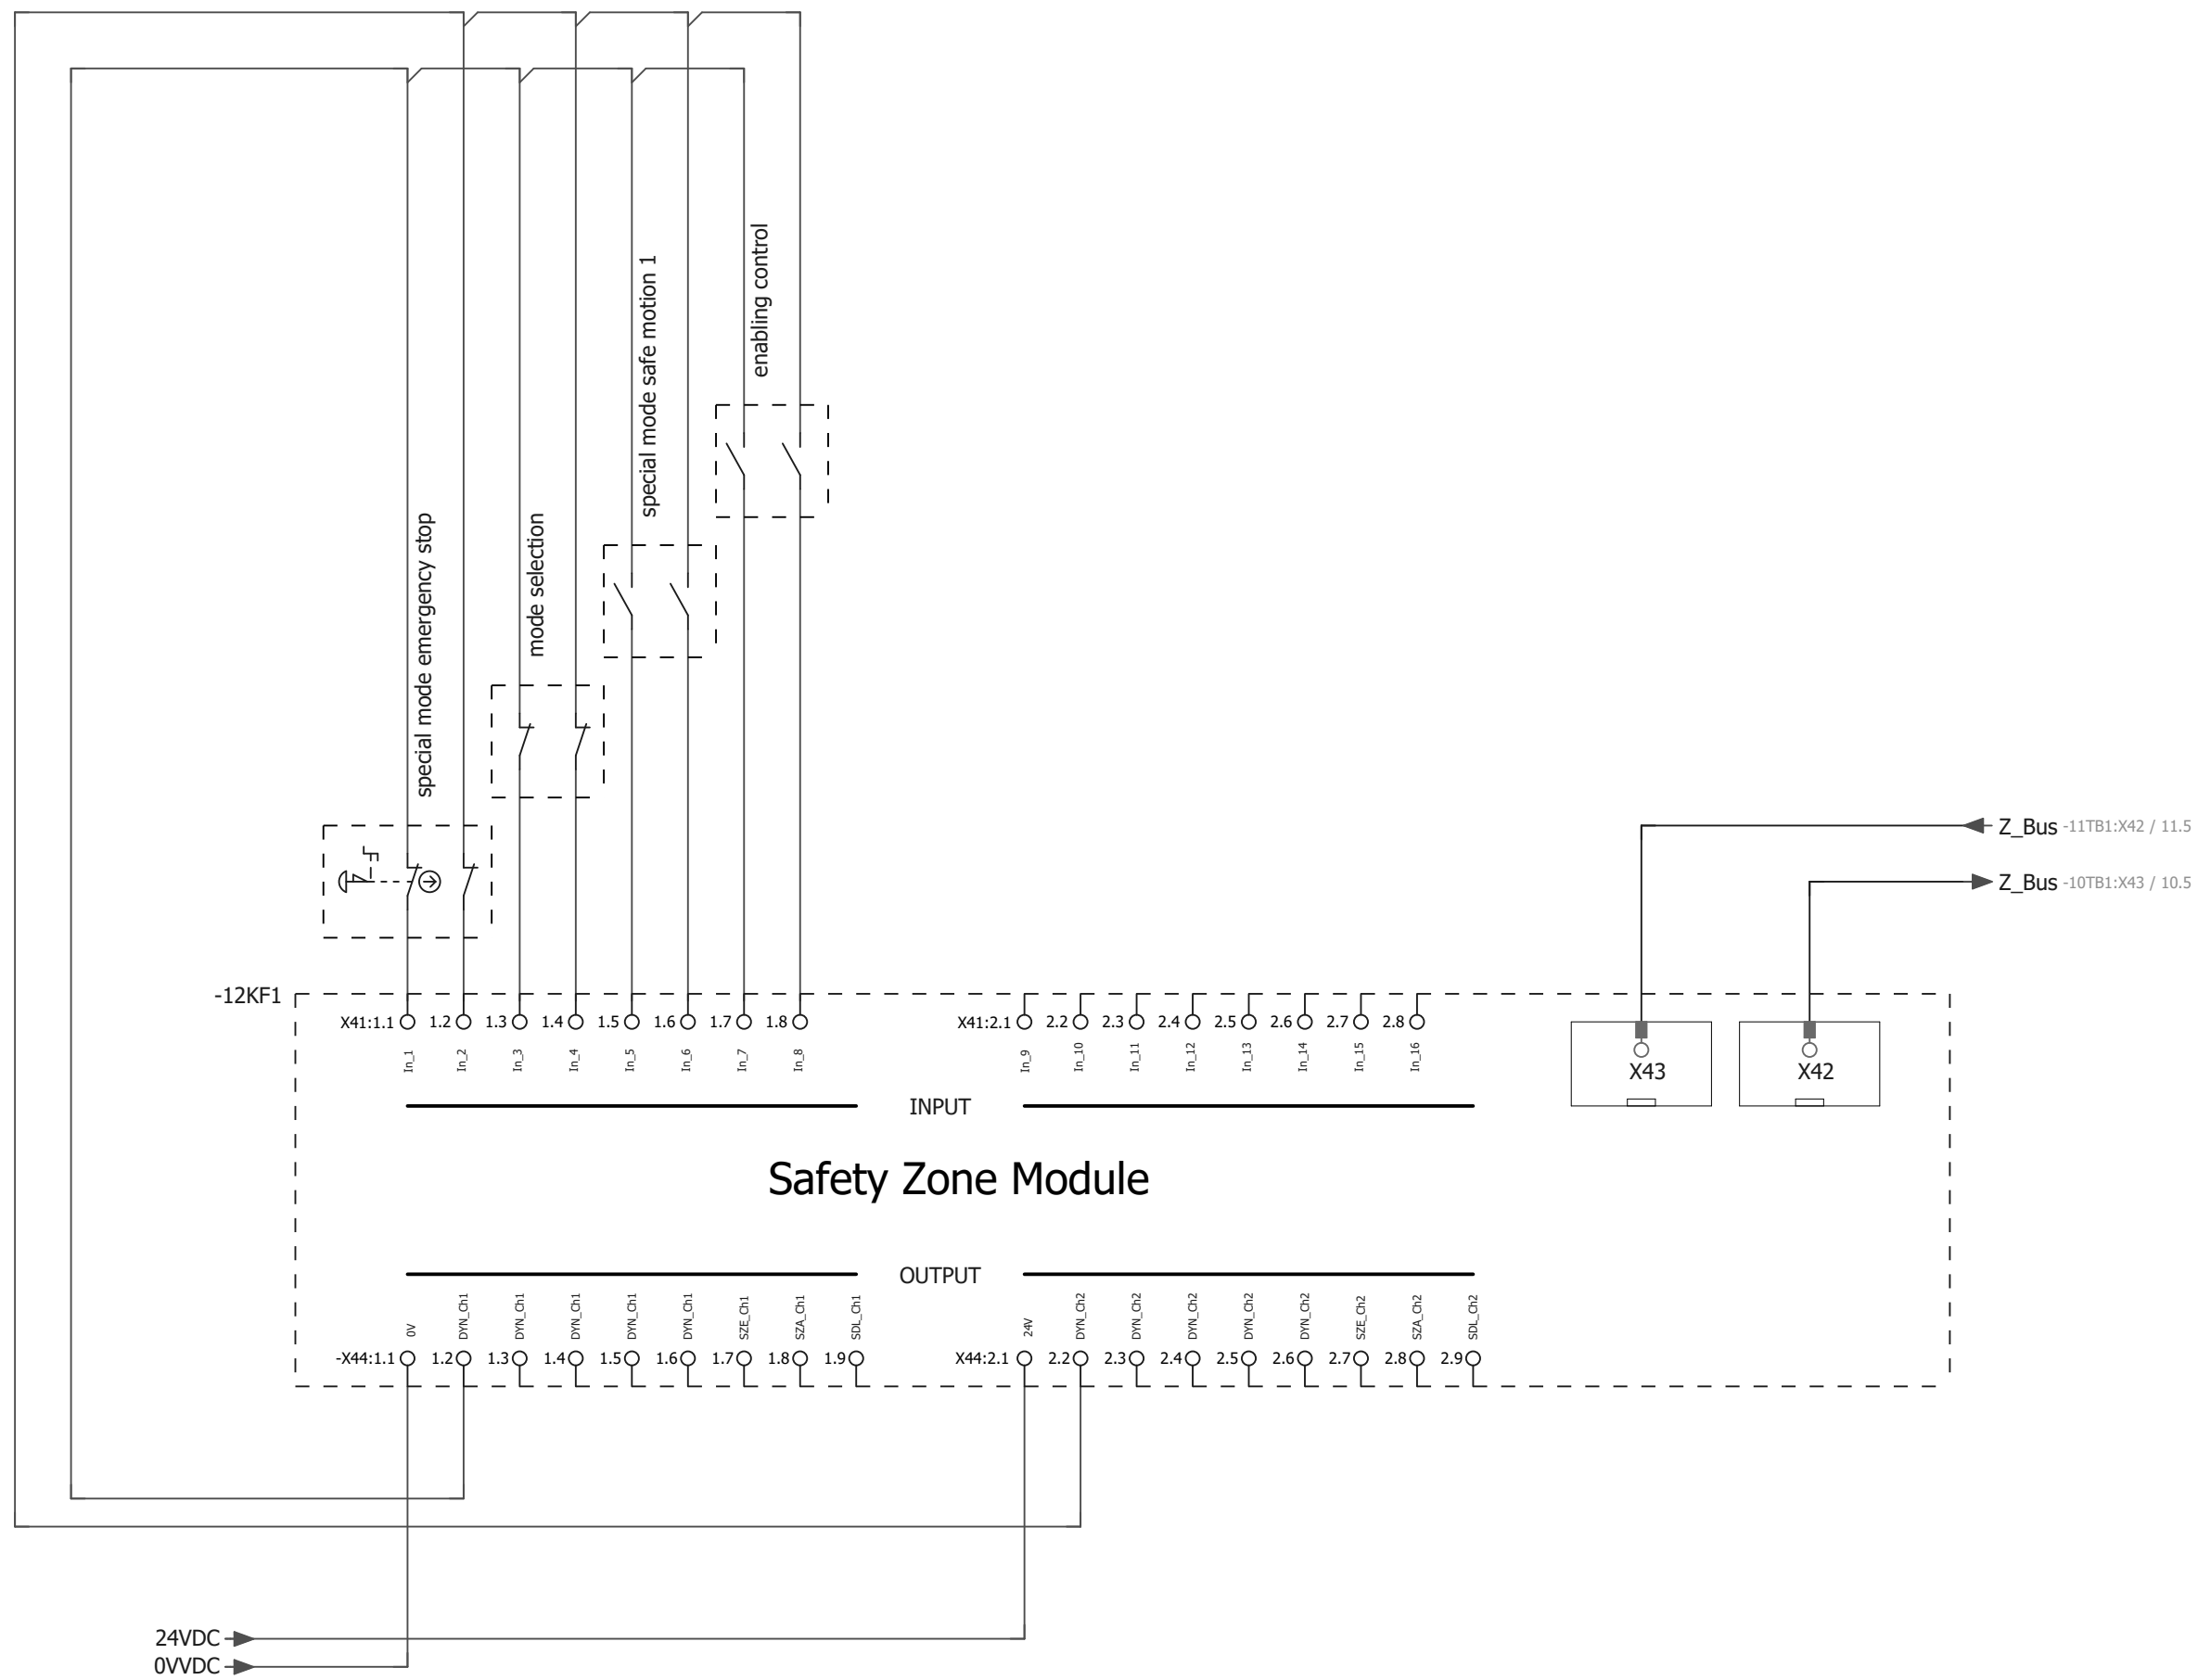 enabling control
special mode safe motion 1
mode selection
special mode emergency stop
Z_Bus -11TB1:X42 / 11.5
Z_Bus -10TB1:X43 / 10.5
-12KF1
X41:1.1 1.2 1.3 1.4 1.5 1.6 1.7 1.8 X41:2.1 2.2 2.3 2.4 2.5 2.6 2.7 2.8
In_1 In_2 In_3 In_4 In_5 In_6 In_7 In_8 In_9 In_10 In_11 In_12 In_13 In_14 In_15 In_16
X43 X42
INPUT
Safety Zone Module
OUTPUT
0V DYN_Ch1 DYN_Ch1 DYN_Ch1 DYN_Ch1 DYN_Ch1 SZE_Ch1 SZA_Ch1 SDL_Ch1 24V DYN_Ch2 DYN_Ch2 DYN_Ch2 DYN_Ch2 DYN_Ch2 SZE_Ch2 SZA_Ch2 SDL_Ch2
-X44:1.1 1.2 1.3 1.4 1.5 1.6 1.7 1.8 1.9 X44:2.1 2.2 2.3 2.4 2.5 2.6 2.7 2.8 2.9
24VDC
0VVDC